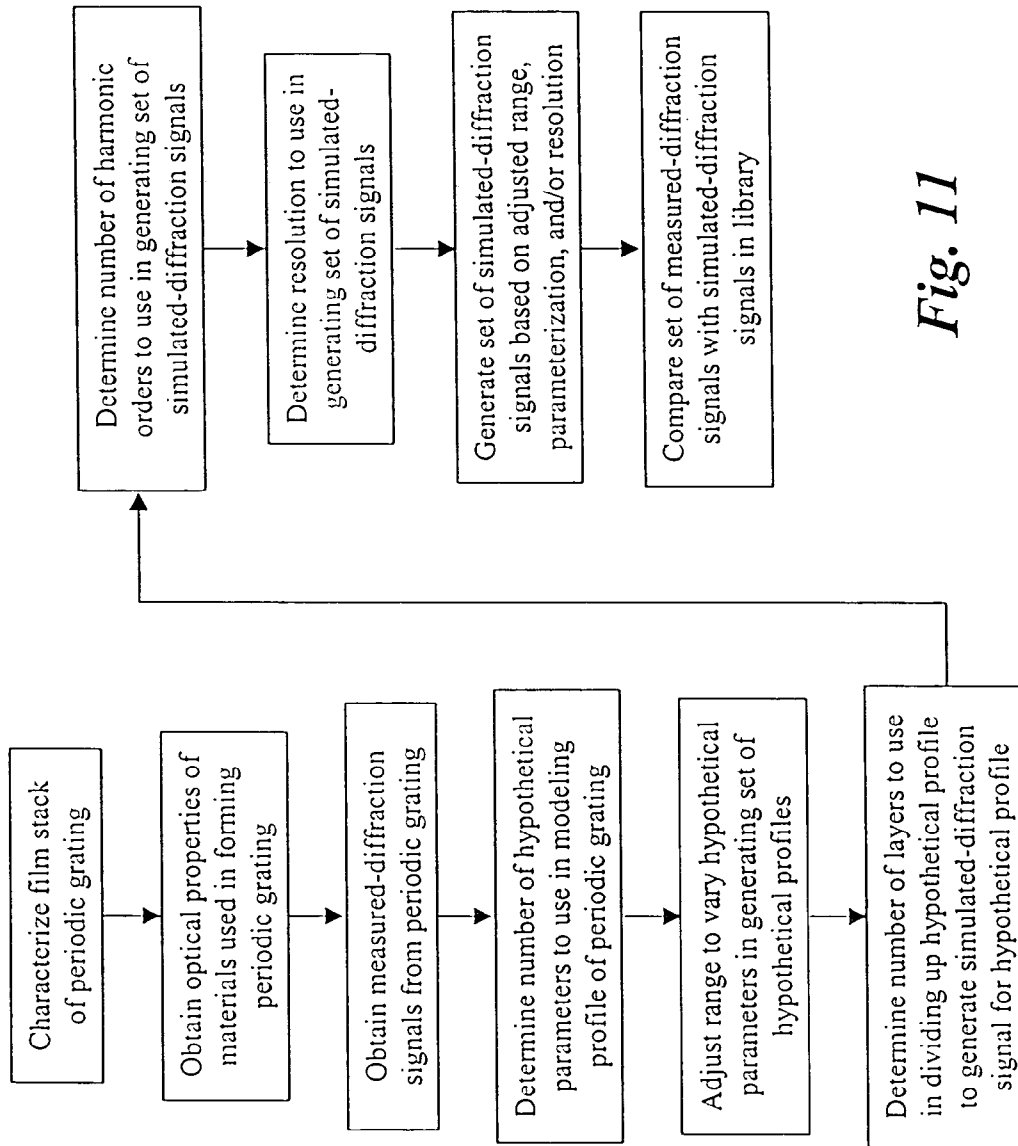 Characterize film stack
of periodic grating
Obtain optical properties of
materials used in forming
periodic grating
Obtain measured-diffraction
signals from periodic grating
Determine number of hypothetical
parameters to use in modeling
profile of periodic grating
Adjust range to vary hypothetical
parameters in generating set of
hypothetical profiles
Determine number of layers to use
in dividing up hypothetical profile
to generate simulated-diffraction
signal for hypothetical profile
Determine number of harmonic
orders to use in generating set of
simulated-diffraction signals
Determine resolution to use in
generating set of simulated-
diffraction signals
Generate set of simulated-diffraction
signals based on adjusted range,
parameterization, and/or resolution
Compare set of measured-diffraction
signals with simulated-diffraction
signals in library
Fig. 11